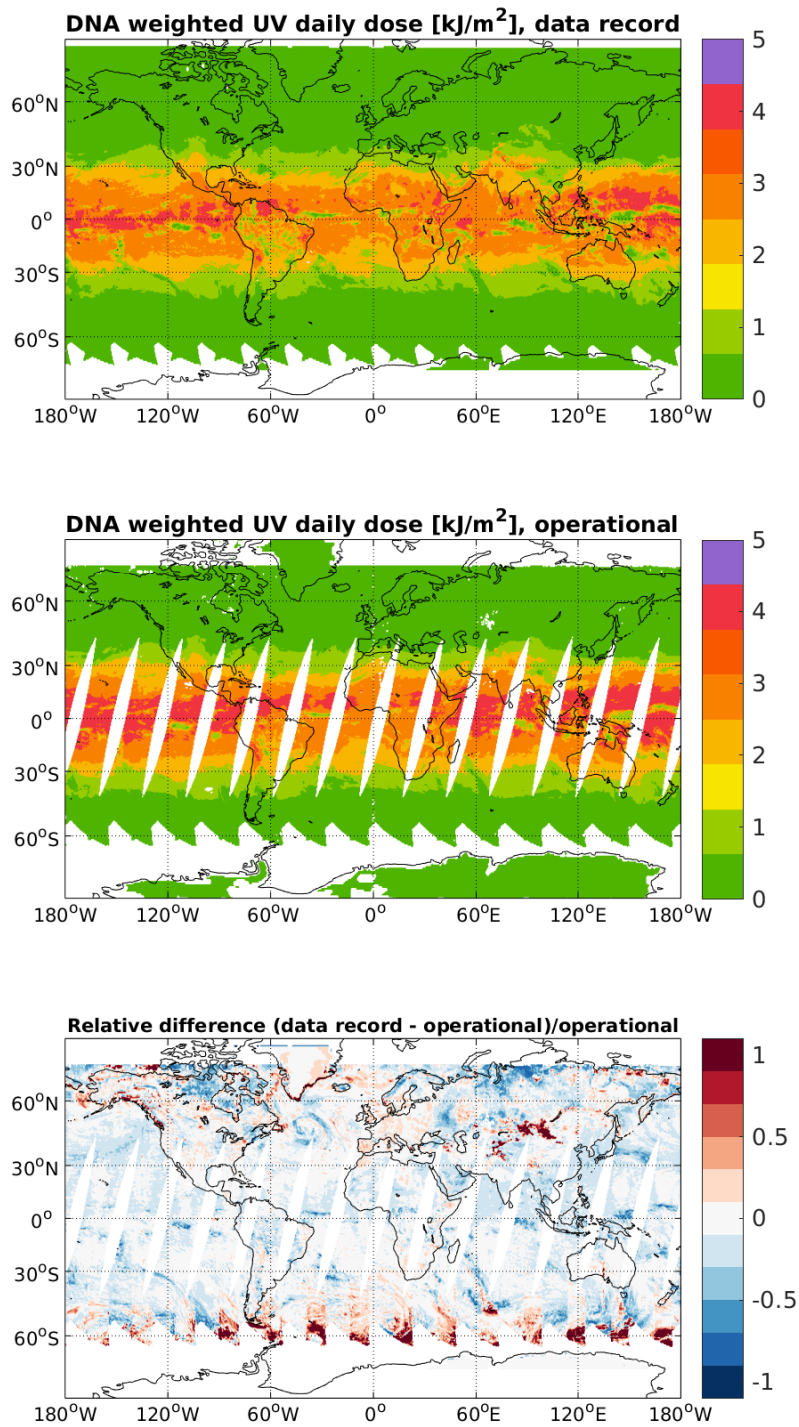 DNA weighted UV daily dose [kJ/m²], data record
60°N
30°N
0°
30°S
60°S
180°W 120°W 60°W 0° 60°E 120°E 180°W
5
4
3
2
1
0
DNA weighted UV daily dose [kJ/m²], operational
60°N
30°N
0°
30°S
60°S
180°W 120°W 60°W 0° 60°E 120°E 180°W
5
4
3
2
1
0
Relative difference (data record - operational)/operational
60°N
30°N
0°
30°S
60°S
180°W 120°W 60°W 0° 60°E 120°E 180°W
1
0.5
0
-0.5
-1